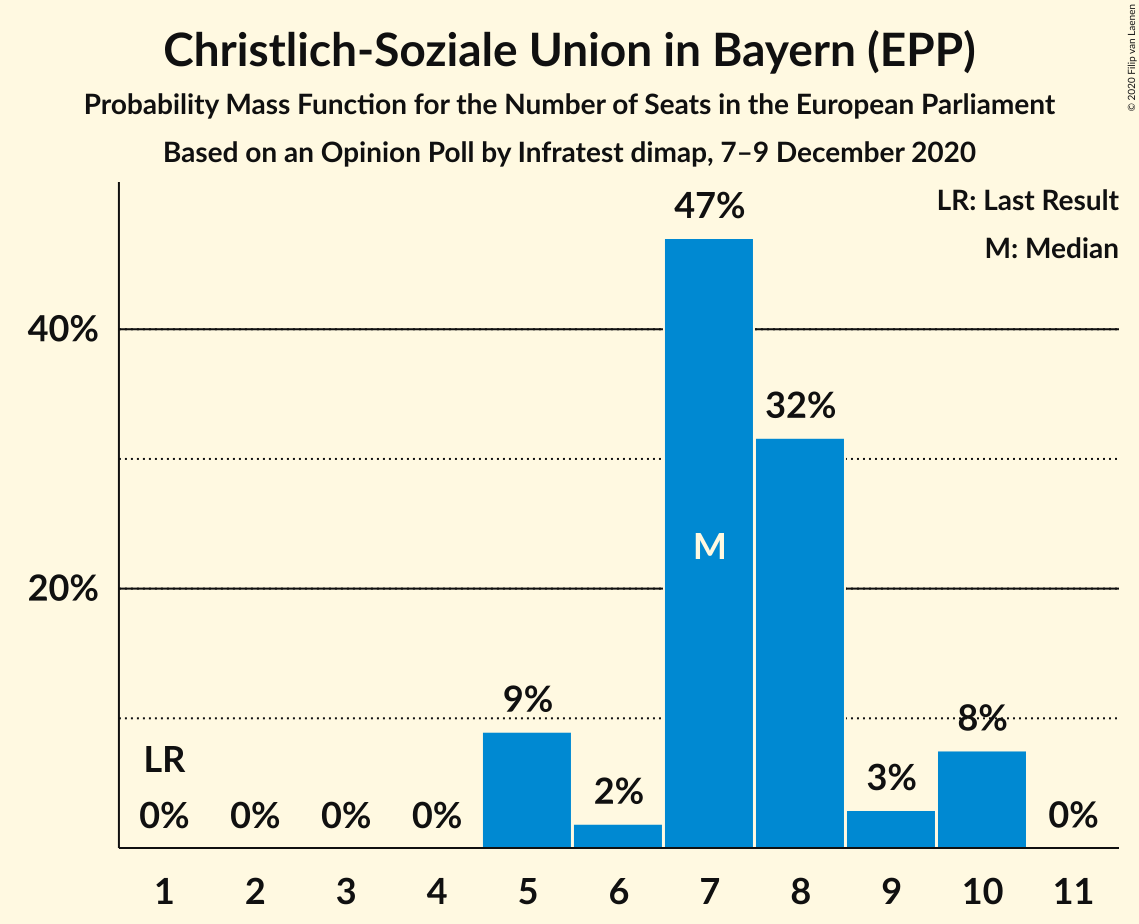 Christlich-Soziale Union in Bayern (EPP)
Probability Mass Function for the Number of Seats in the European Parliament
Based on an Opinion Poll by Infratest dimap, 7–9 December 2020
© 2020 Filip van Laenen
LR: Last Result
M: Median
47%
40%
32%
M
20%
9%
8%
LR
2%
3%
0% 0% 0% 0% 0%
1 2 3 4 5 6 7 8 9 10 11